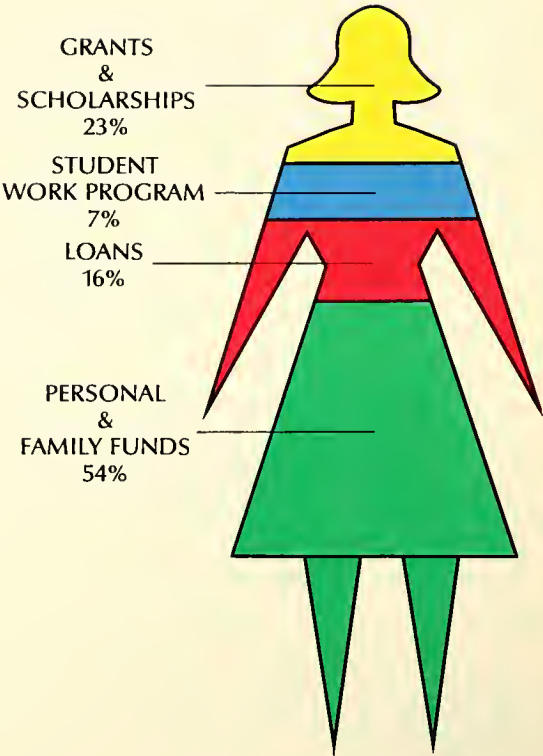 GRANTS
&
SCHOLARSHIPS
23%
STUDENT
WORK PROGRAM
7%
LOANS
16%
PERSONAL
&
FAMILY FUNDS
54%